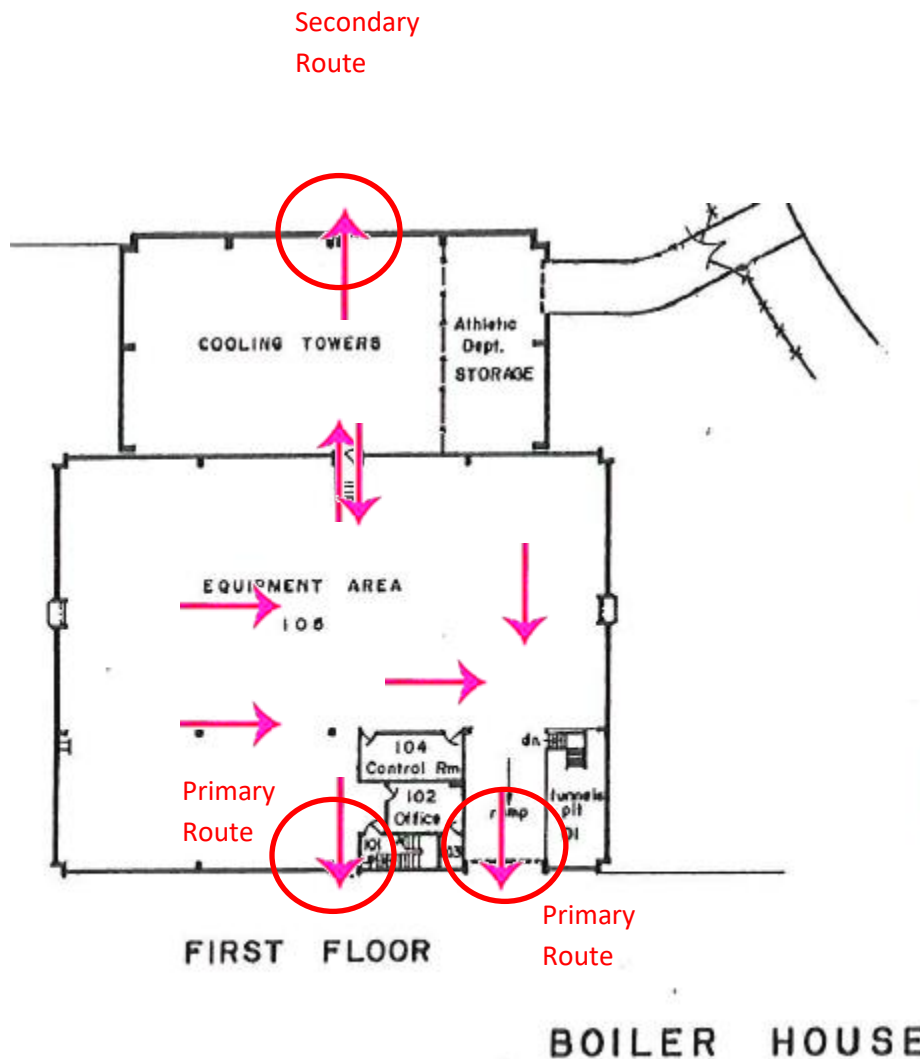 Secondary
Route
COOLING TOWERS
Athletic
Dept.
STORAGE
EQUIPMENT AREA
106
104
Control Rm
dn
Primary
Route
102
Office
ramp
tunnels
pit
101
FIRST FLOOR
Primary
Route
BOILER HOUSE